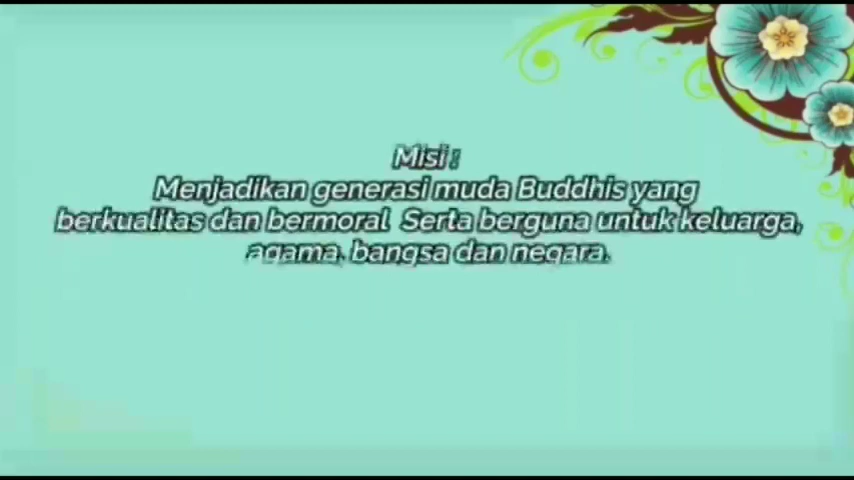 Misi :
Menjadikan generasi muda Buddhis yang
berkualitas dan bermoral Serta berguna untuk keluarga,
agama, bangsa dan negara.